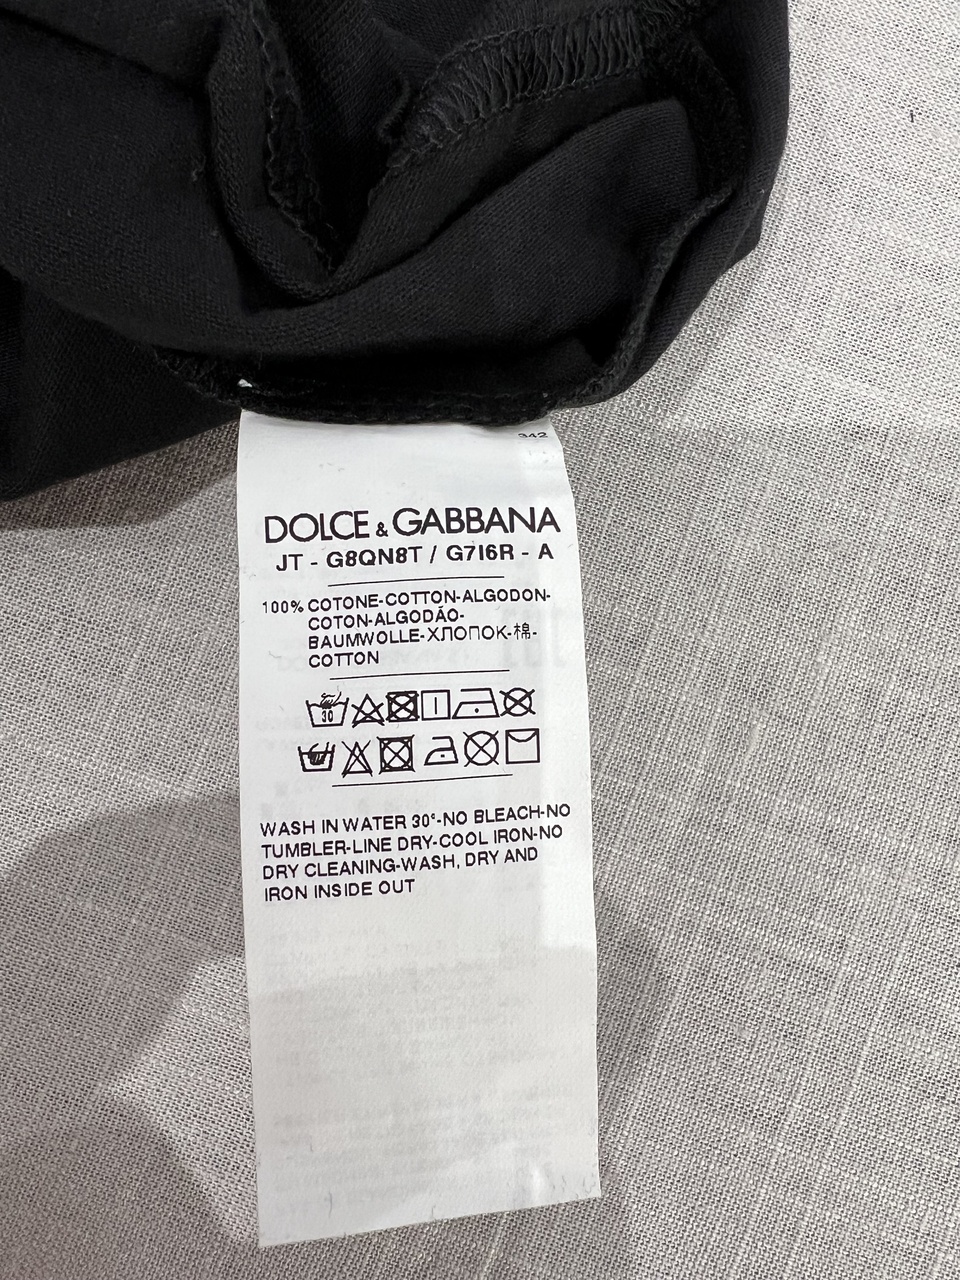 342
DOLCE & GABBANA
JT - G8QN8T / G7I6R - A
100% COTONE-COTTON-ALGODON-
COTON-ALGODÃO-
BAUMWOLLE-ХЛОПОК-棉-
COTTON
30
WASH IN WATER 30°-NO BLEACH-NO
TUMBLER-LINE DRY-COOL IRON-NO
DRY CLEANING-WASH, DRY AND
IRON INSIDE OUT